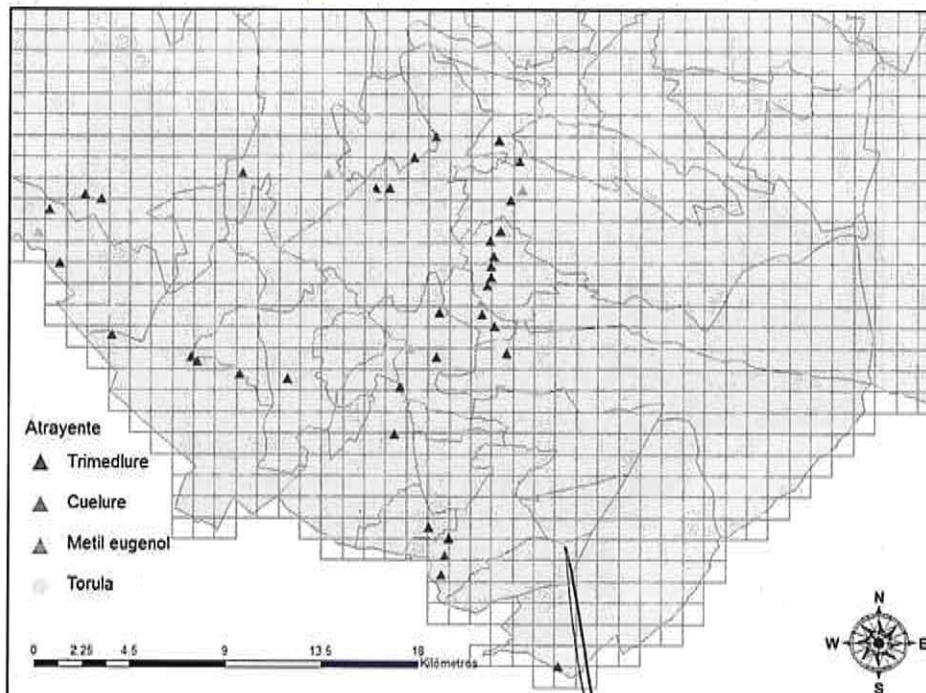 Atrayente
Trimedlure
Cuelure
Metil eugenol
Torula
0 2.25 4.5 9 13.5 18
Kilómetros
N
W E
S